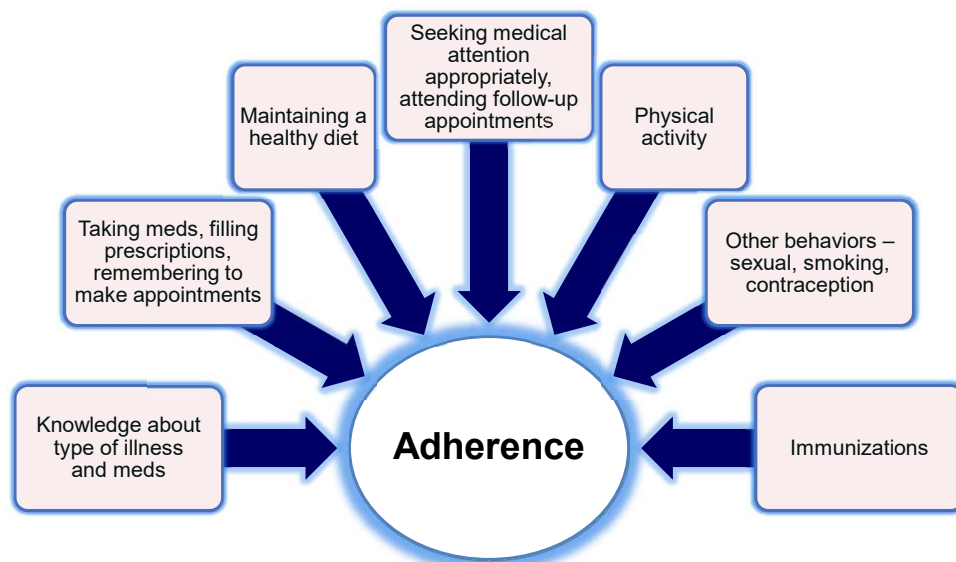 Seeking medical
attention
appropriately,
attending follow-up
appointments
Maintaining a
healthy diet
Physical
activity
Taking meds, filling
prescriptions,
remembering to
make appointments
Other behaviors –
sexual, smoking,
contraception
Knowledge about
type of illness
and meds
Adherence
Immunizations